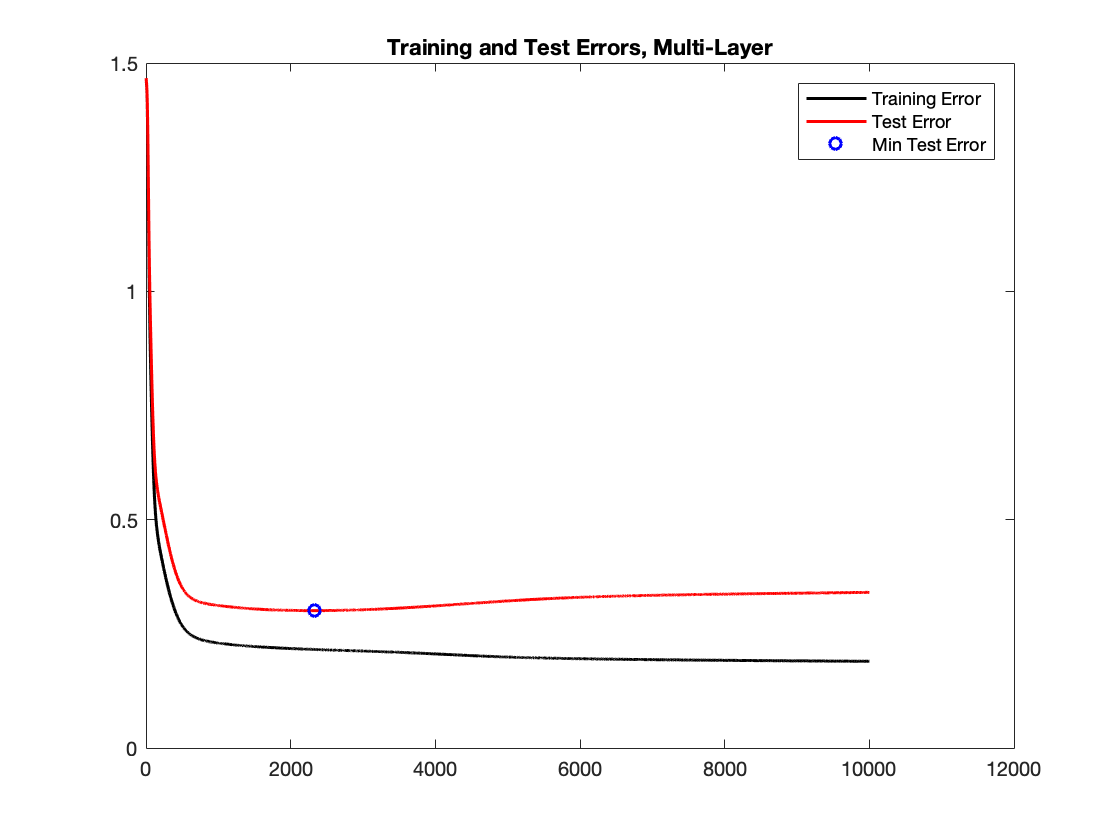 Training and Test Errors, Multi-Layer
1.5
Training Error
Test Error
Min Test Error
1
0.5
0
0 2000 4000 6000 8000 10000 12000